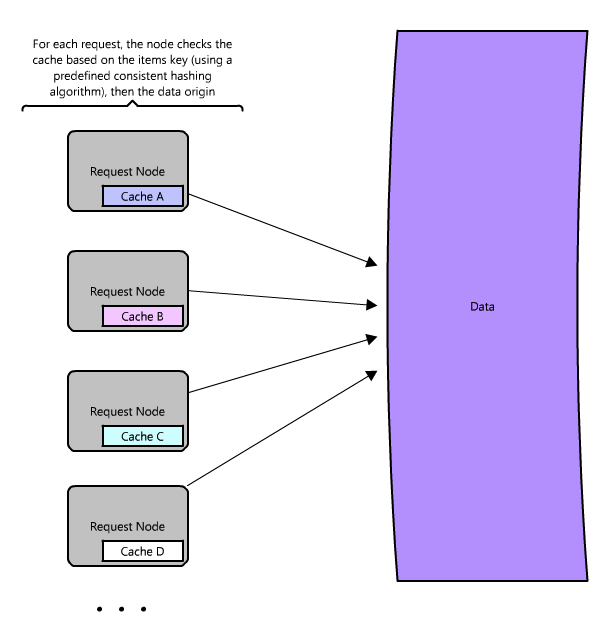 For each request, the node checks the
cache based on the items key (using a
predefined consistent hashing
algorithm), then the data origin
Request Node
Cache A
Request Node
Cache B
Data
Request Node
Cache C
Request Node
Cache D
. . .